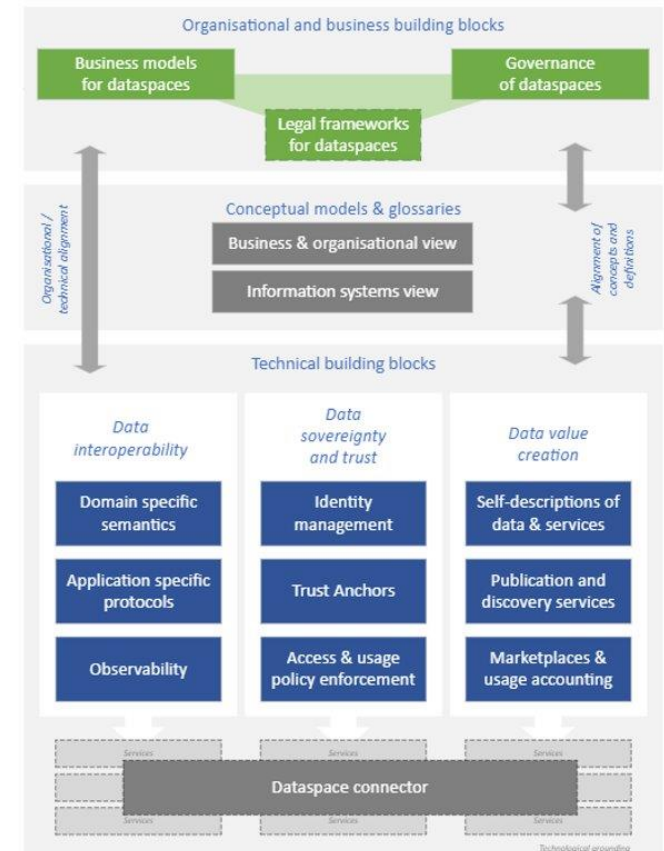 Organisational and business building blocks
Business models
for dataspaces
Governance
of dataspaces
Legal frameworks
for dataspaces
Organisational /
technical alignment
Conceptual models & glossaries
Business & organisational view
Information systems view
Alignment of
concepts and
definitions
Technical building blocks
Data
interoperability
Domain specific
semantics
Application specific
protocols
Observability
Data
sovereignty
and trust
Identity
management
Trust Anchors
Access & usage
policy enforcement
Data value
creation
Self-descriptions of
data & services
Publication and
discovery services
Marketplaces &
usage accounting
Services
Services
Services
Dataspace connector
Services
Services
Services
Technological grounding